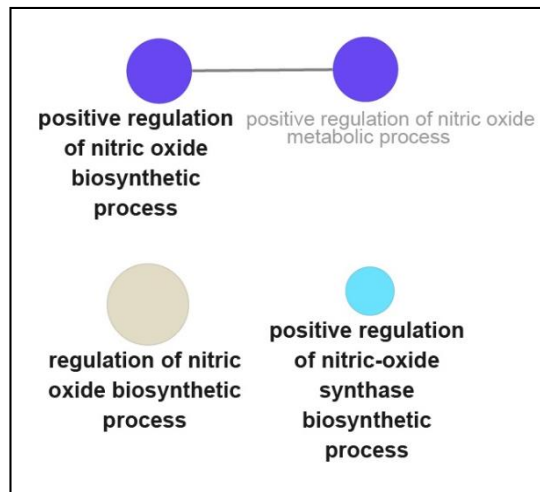 positive regulation
of nitric oxide
biosynthetic
process
positive regulation of nitric oxide
metabolic process
regulation of nitric
oxide biosynthetic
process
positive regulation
of nitric-oxide
synthase
biosynthetic
process